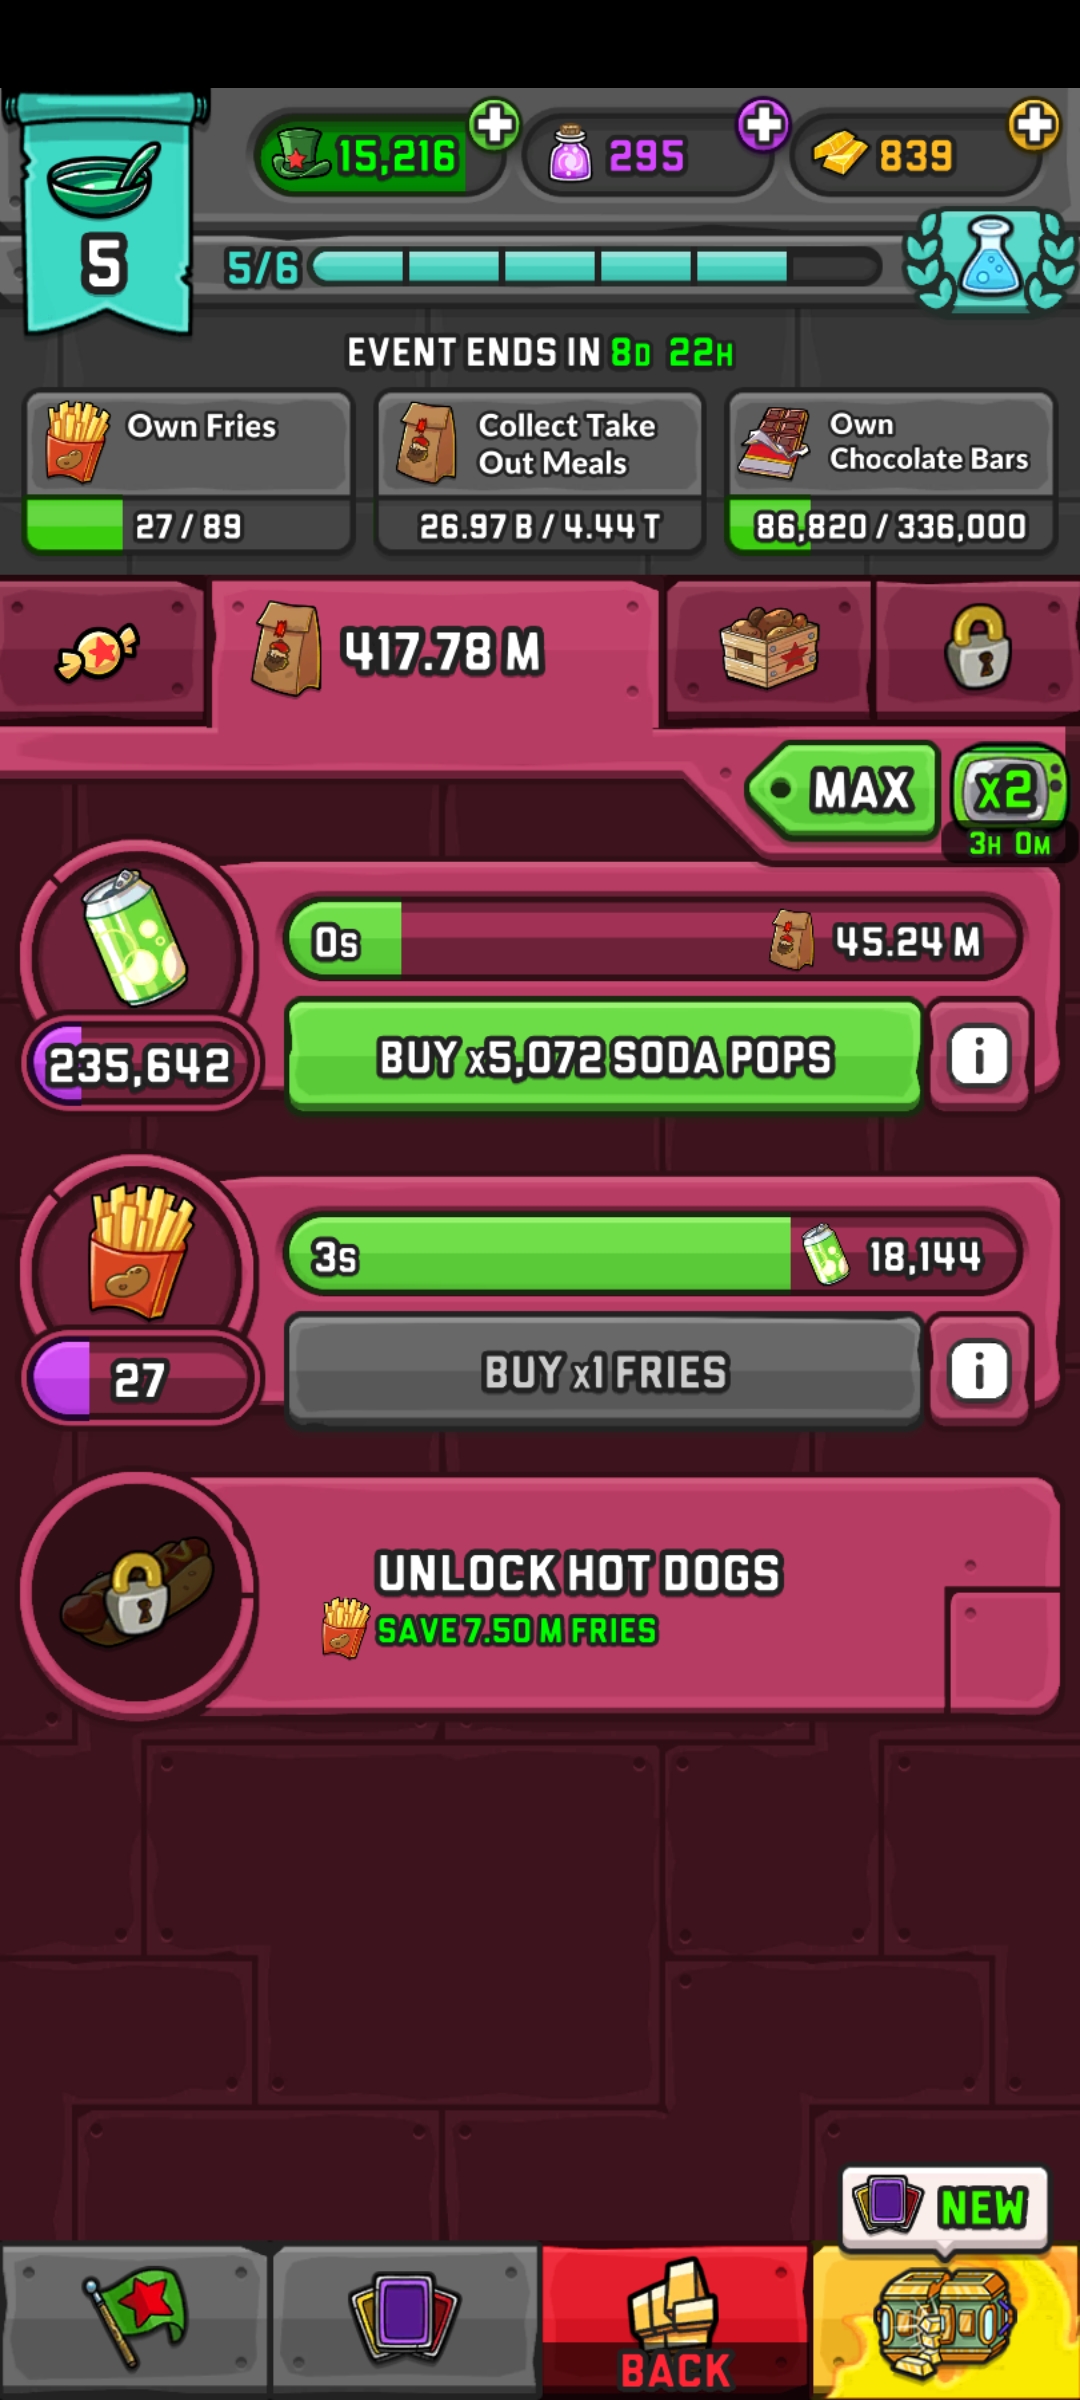 15,216
295
839
5
5/6
EVENT ENDS IN 8D 22H
Own Fries
27 / 89
Collect Take
Out Meals
26.97 B / 4.44 T
Own
Chocolate Bars
86,820 / 336,000
417.78 M
MAX
x2
3H 0M
0s
45.24 M
235,642
BUY x5,072 SODA POPS
i
3s
18,144
27
BUY x1 FRIES
i
UNLOCK HOT DOGS
SAVE 7.50 M FRIES
NEW
BACK